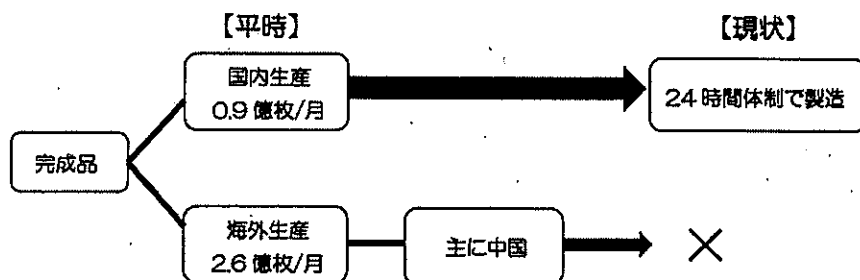 【平時】
【現状】
国内生産
0.9 億枚/月
24 時間体制で製造
完成品
海外生産
2.6 億枚/月
主に中国
×